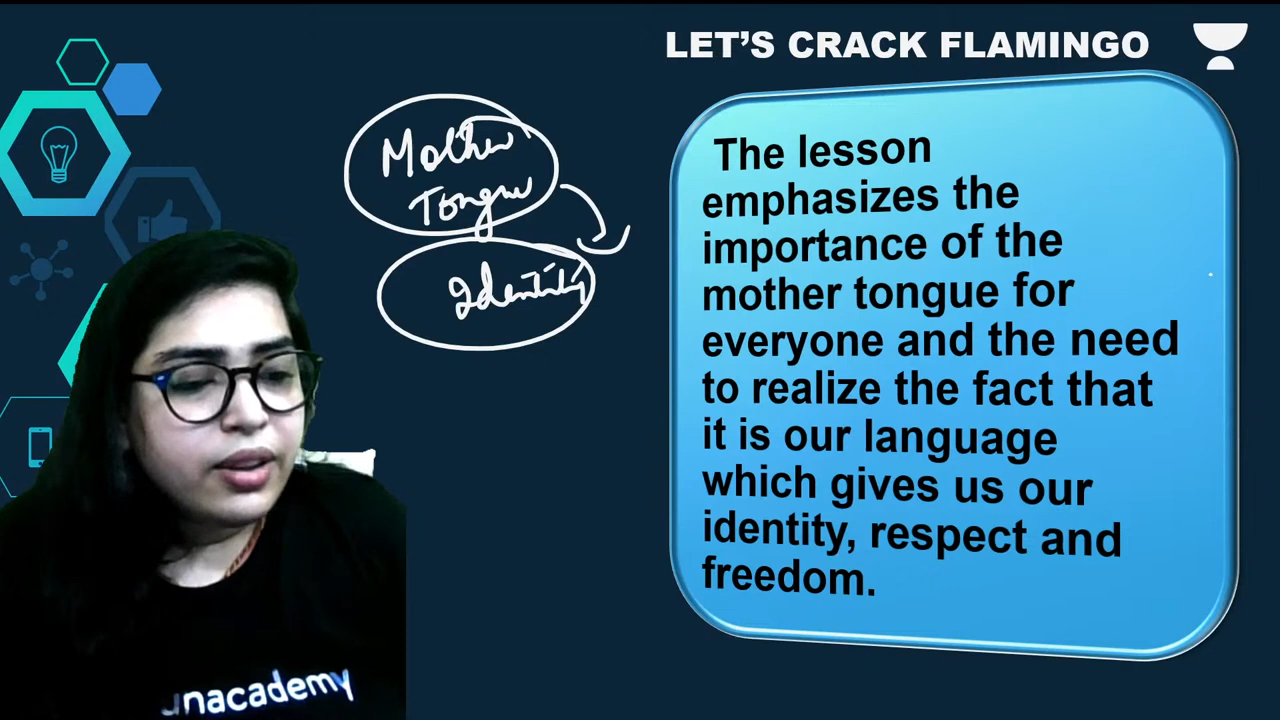 LET'S CRACK FLAMINGO
Mother
Tongue
Identity
The lesson
emphasizes the
importance of the
mother tongue for
everyone and the need
to realize the fact that
it is our language
which gives us our
identity, respect and
freedom.
unacademy